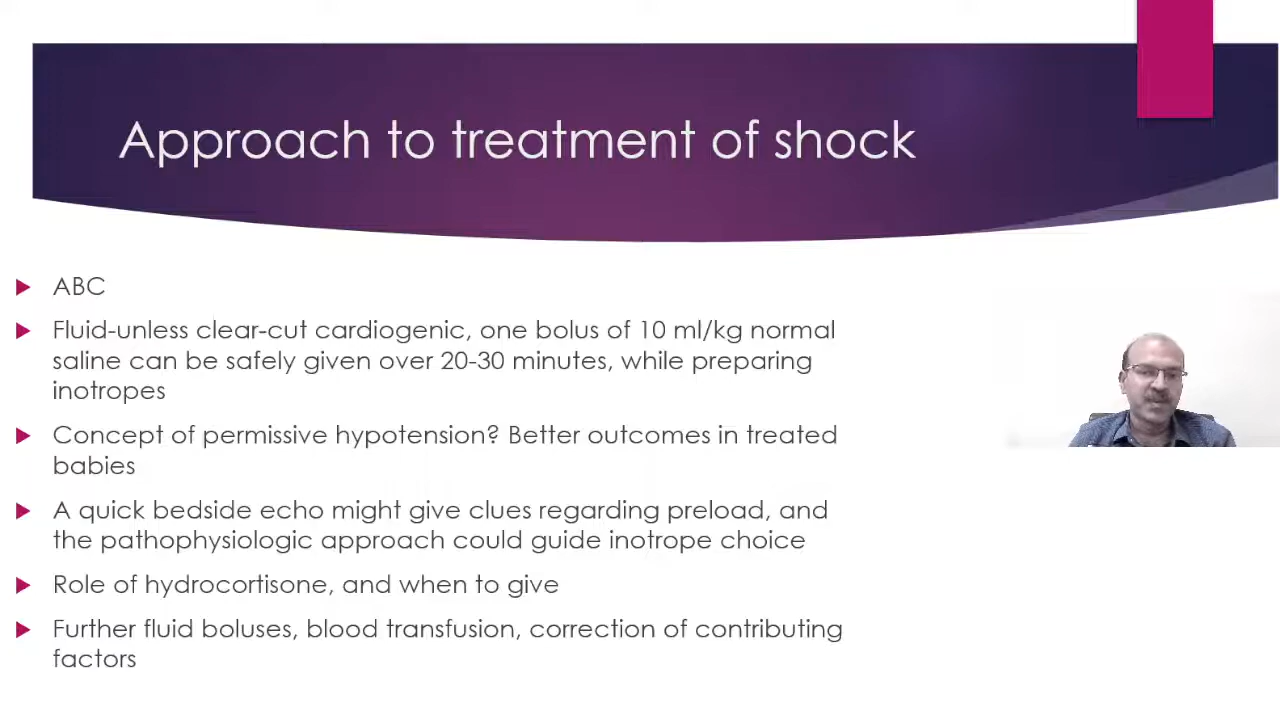 Approach to treatment of shock
ABC
Fluid-unless clear-cut cardiogenic, one bolus of 10 ml/kg normal
saline can be safely given over 20-30 minutes, while preparing
inotropes
Concept of permissive hypotension? Better outcomes in treated
babies
A quick bedside echo might give clues regarding preload, and
the pathophysiologic approach could guide inotrope choice
Role of hydrocortisone, and when to give
Further fluid boluses, blood transfusion, correction of contributing
factors